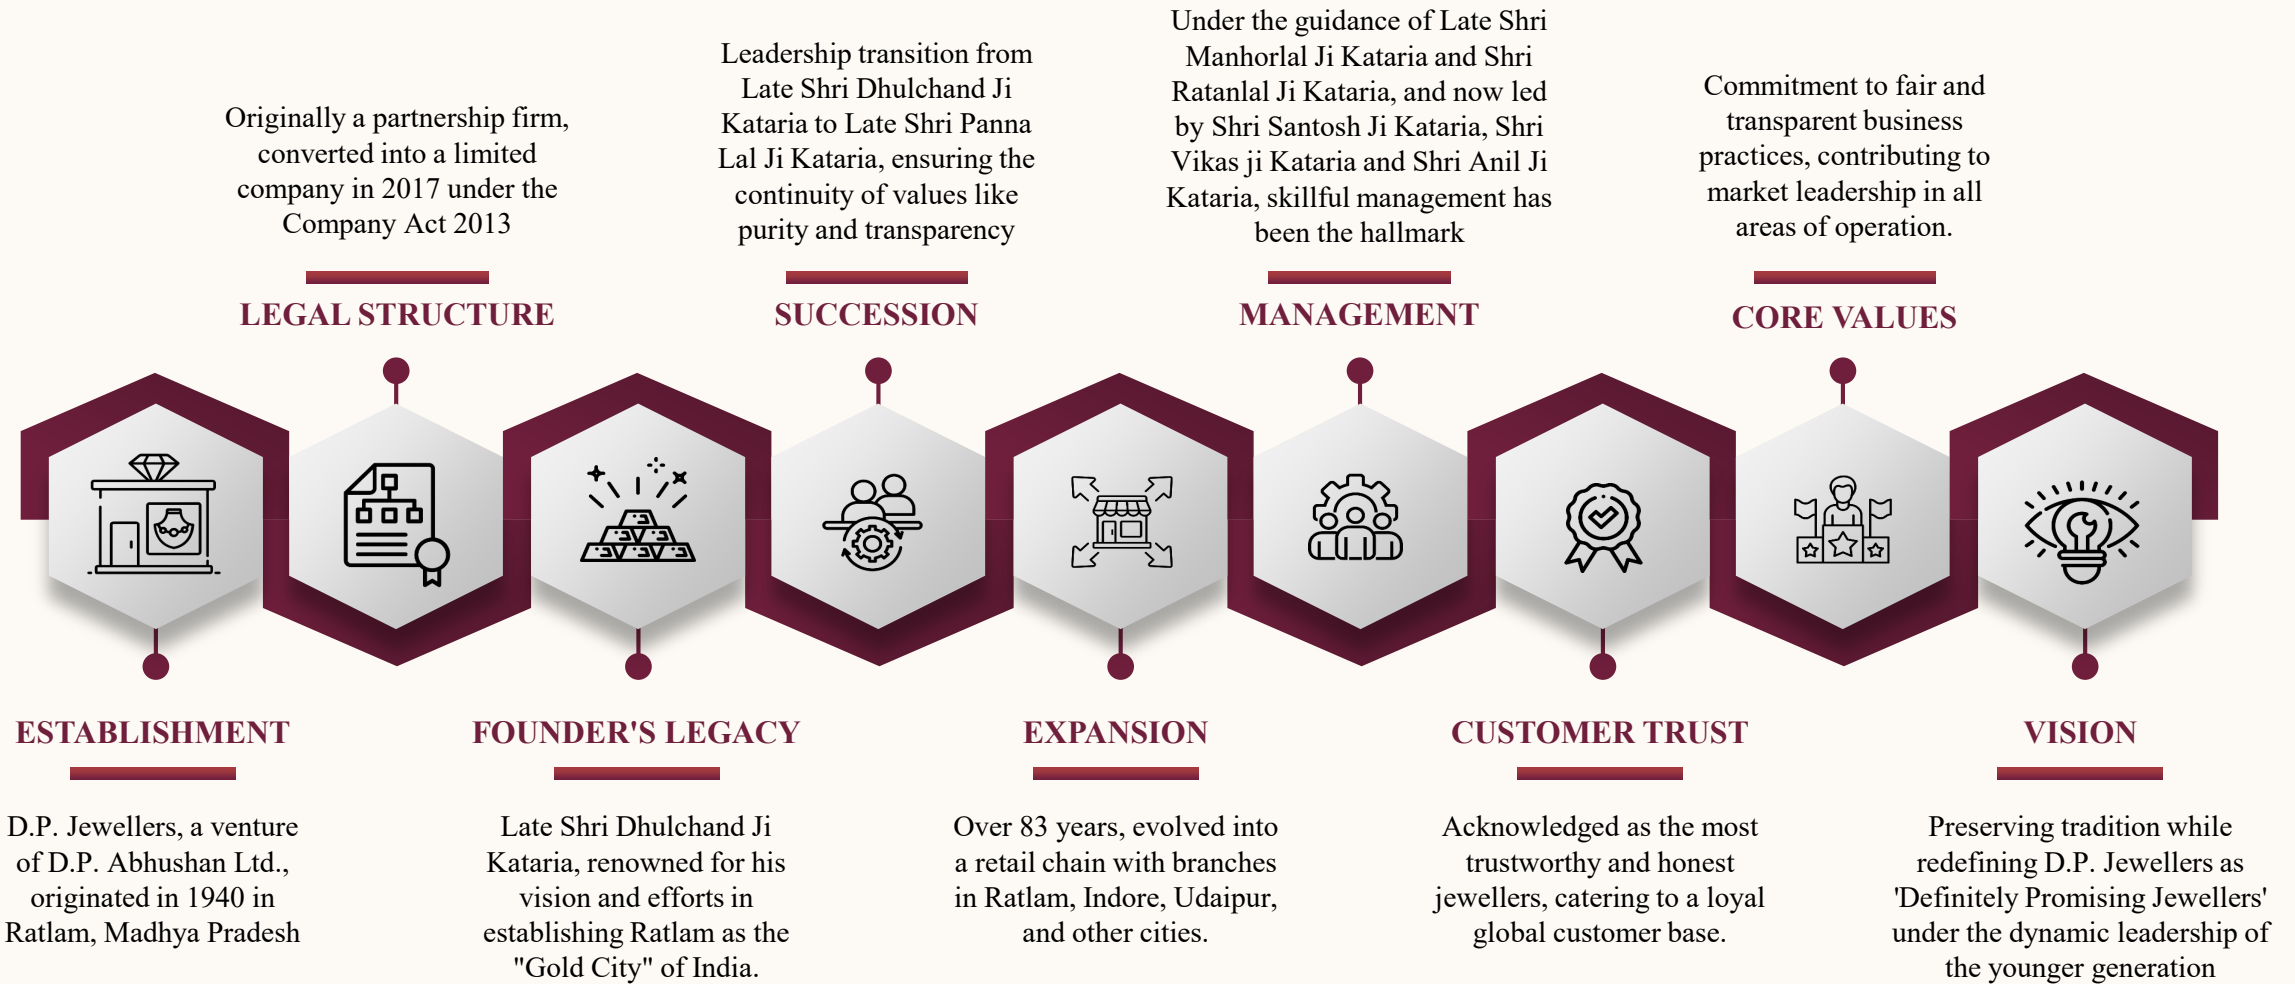 Originally a partnership firm,
converted into a limited
company in 2017 under the
Company Act 2013
LEGAL STRUCTURE
Leadership transition from
Late Shri Dhulchand Ji
Kataria to Late Shri Panna
Lal Ji Kataria, ensuring the
continuity of values like
purity and transparency
SUCCESSION
Under the guidance of Late Shri
Manhorlal Ji Kataria and Shri
Ratanlal Ji Kataria, and now led
by Shri Santosh Ji Kataria, Shri
Vikas ji Kataria and Shri Anil Ji
Kataria, skillful management has
been the hallmark
MANAGEMENT
Commitment to fair and
transparent business
practices, contributing to
market leadership in all
areas of operation.
CORE VALUES
ESTABLISHMENT
D.P. Jewellers, a venture
of D.P. Abhushan Ltd.,
originated in 1940 in
Ratlam, Madhya Pradesh
FOUNDER'S LEGACY
Late Shri Dhulchand Ji
Kataria, renowned for his
vision and efforts in
establishing Ratlam as the
"Gold City" of India.
EXPANSION
Over 83 years, evolved into
a retail chain with branches
in Ratlam, Indore, Udaipur,
and other cities.
CUSTOMER TRUST
Acknowledged as the most
trustworthy and honest
jewellers, catering to a loyal
global customer base.
VISION
Preserving tradition while
redefining D.P. Jewellers as
'Definitely Promising Jewellers'
under the dynamic leadership of
the younger generation